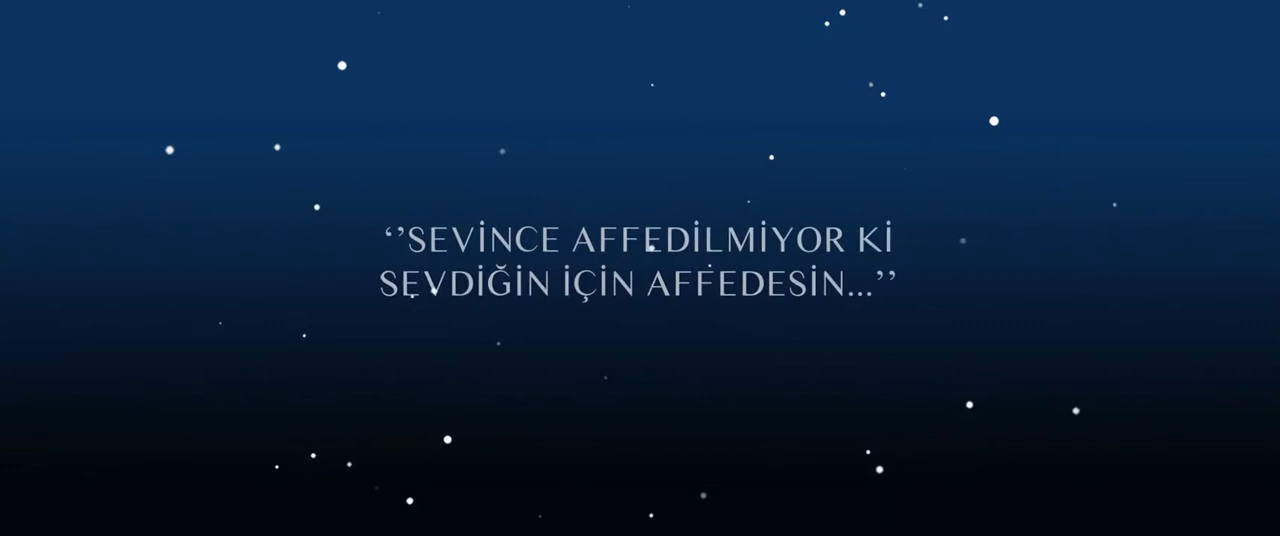 ‘’SEVİNCE AFFEDİLMİYOR Kİ
SEVDİĞİN İÇİN AFFEDESİN...’’